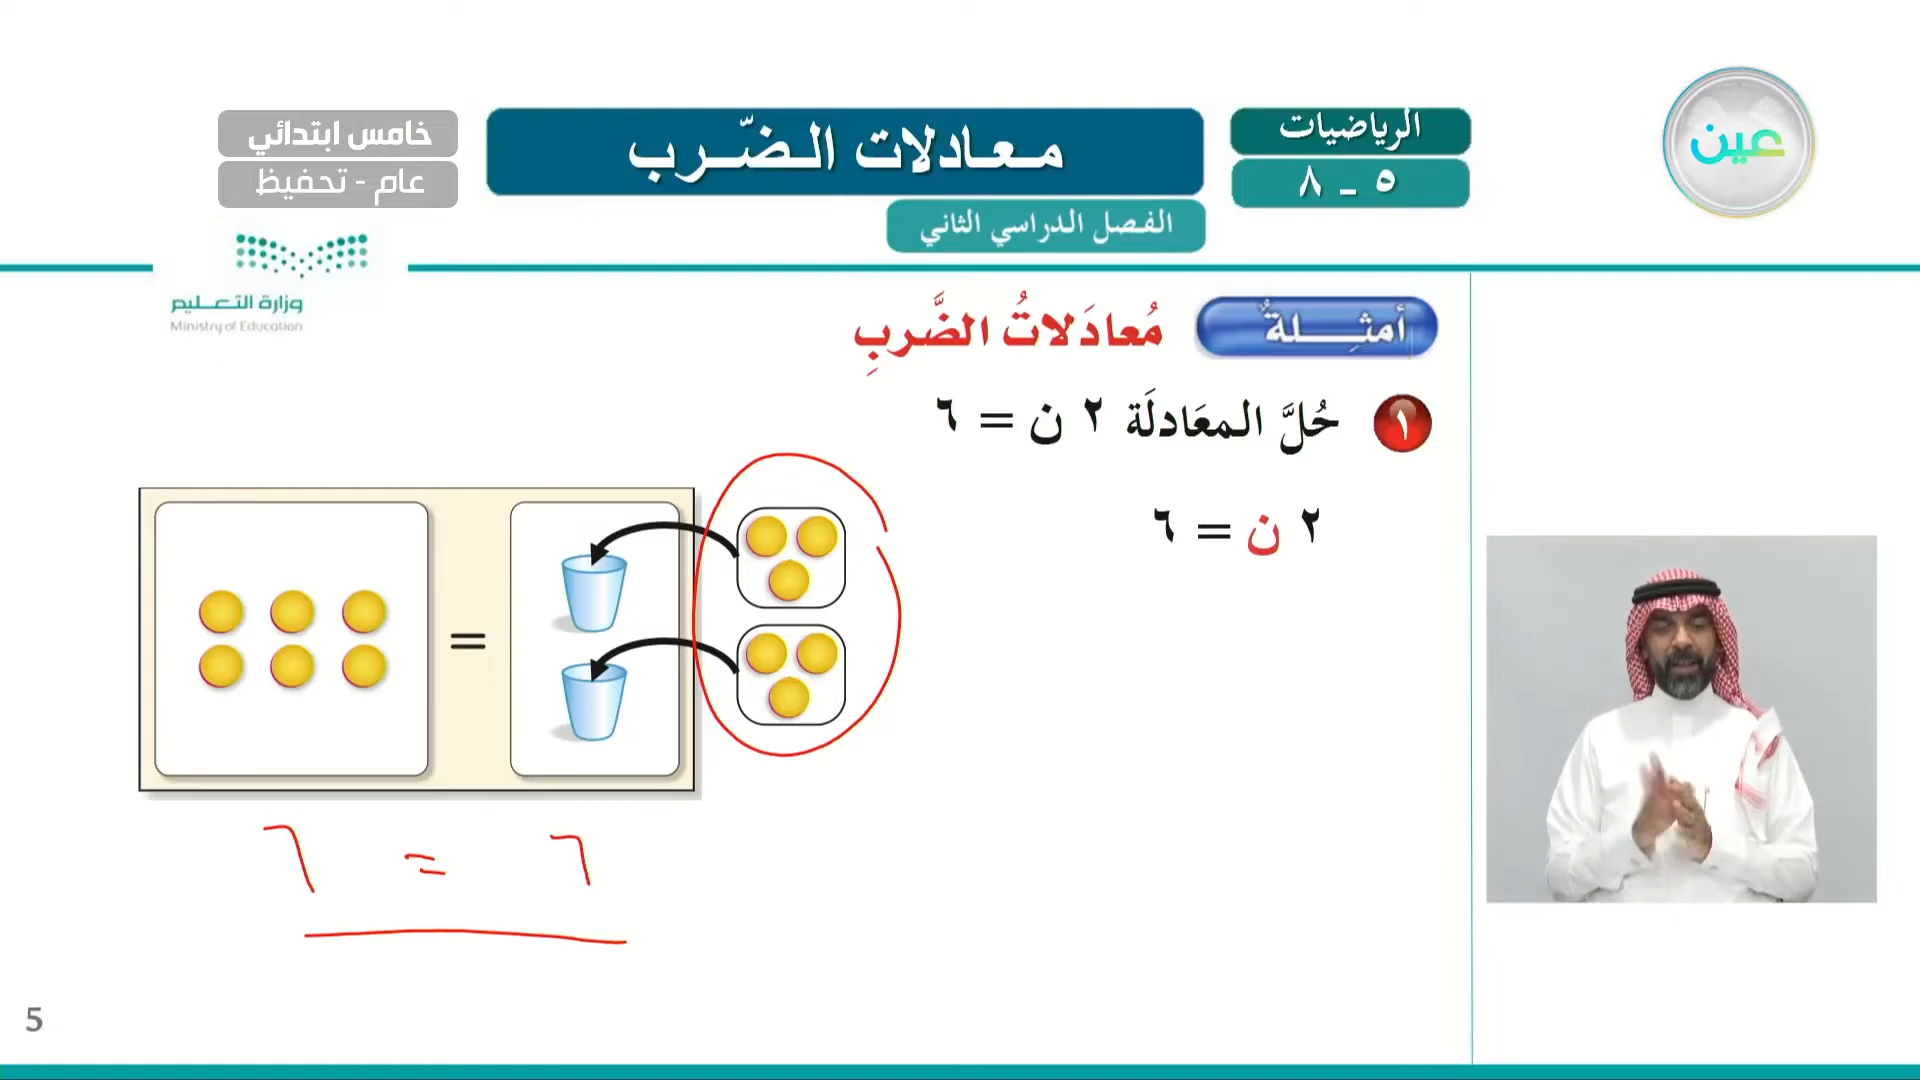 عين
الرياضيات
٥ ـ ٨
معادلات الضّرب
الفصل الدراسي الثاني
خامس ابتدائي
عام - تحفيظ
وزارة التعليم
Ministry of Education
أمثِلةٌ
مُعادَلاتُ الضَّربِ
١ حُلَّ المعَادلَة ٢ ن = ٦
٢ ن = ٦
=
٦ = ٦
5